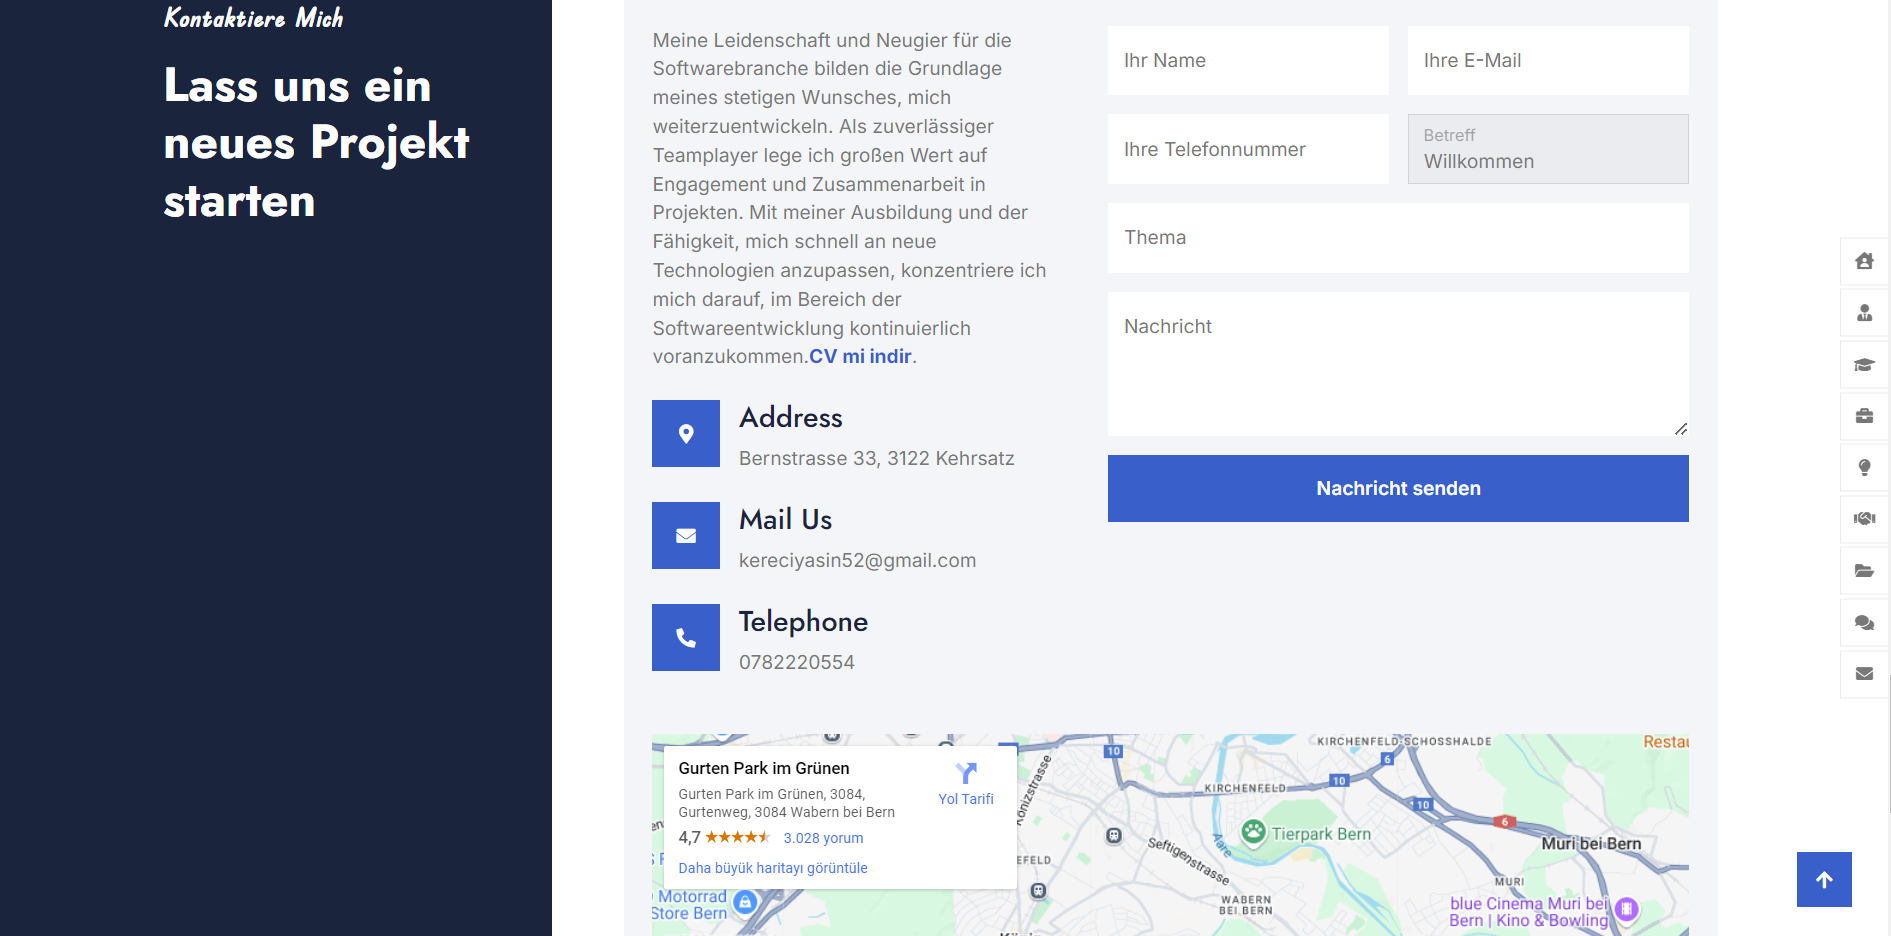 Kontaktiere Mich
Lass uns ein
neues Projekt
starten
Meine Leidenschaft und Neugier für die
Softwarebranche bilden die Grundlage
meines stetigen Wunsches, mich
weiterzuentwickeln. Als zuverlässiger
Teamplayer lege ich großen Wert auf
Engagement und Zusammenarbeit in
Projekten. Mit meiner Ausbildung und der
Fähigkeit, mich schnell an neue
Technologien anzupassen, konzentriere ich
mich darauf, im Bereich der
Softwareentwicklung kontinuierlich
voranzukommen.CV mi indir.
Address
Bernstrasse 33, 3122 Kehrsatz
Mail Us
kereciyasin52@gmail.com
Telephone
0782220554
Ihr Name
Ihre E-Mail
Ihre Telefonnummer
Betreff
Willkommen
Thema
Nachricht
Nachricht senden
Gurten Park im Grünen
Gurten Park im Grünen, 3084,
Gurtenweg, 3084 Wabern bei Bern
4,7
3.028 yorum
Daha büyük haritayı görüntüle
Yol Tarifi
Motorrad
Store Bern
EFELD
10
KIRCHENFELD-SCHOSSHALDE
6
10
KIRCHENFELD
10
6
Tierpark Bern
Aare
Seftigenstrasse
Muri bei Bern
MURI
WABERN
BEI BERN
blue Cinema Muri bei
Bern | Kino & Bowling